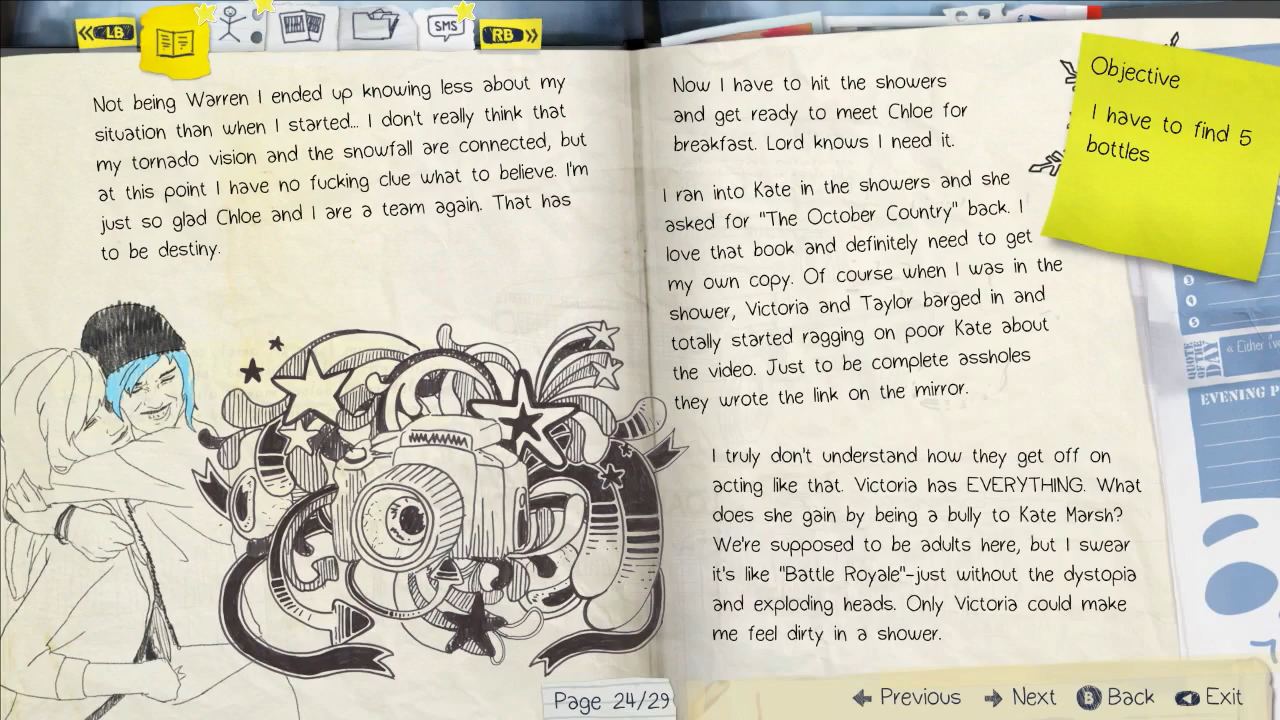 LB
SMS
RB
Not being Warren I ended up knowing less about my
situation than when I started... I don't really think that
my tornado vision and the snowfall are connected, but
at this point I have no fucking clue what to believe. I'm
just so glad Chloe and I are a team again. That has
to be destiny.
Now I have to hit the showers
and get ready to meet Chloe for
breakfast. Lord knows I need it.
I ran into Kate in the showers and she
asked for "The October Country" back. I
love that book and definitely need to get
my own copy. Of course when I was in the
shower, Victoria and Taylor barged in and
totally started ragging on poor Kate about
the video. Just to be complete assholes
they wrote the link on the mirror.
I truly don't understand how they get off on
acting like that. Victoria has EVERYTHING. What
does she gain by being a bully to Kate Marsh?
We're supposed to be adults here, but I swear
it's like "Battle Royale"-just without the dystopia
and exploding heads. Only Victoria could make
me feel dirty in a shower.
Objective
I have to find 5
bottles
3
4
5
QUOTE OF THE DAY
a Either
EVENING P
Page 24/29
Previous
Next
B Back
Exit